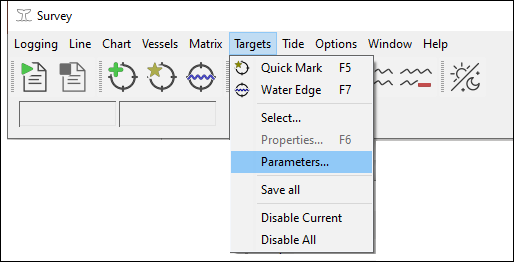 Survey
Logging Line Chart Vessels Matrix Targets Tide Options Window Help
Quick Mark F5
Water Edge F7
Select...
Properties... F6
Parameters...
Save all
Disable Current
Disable All